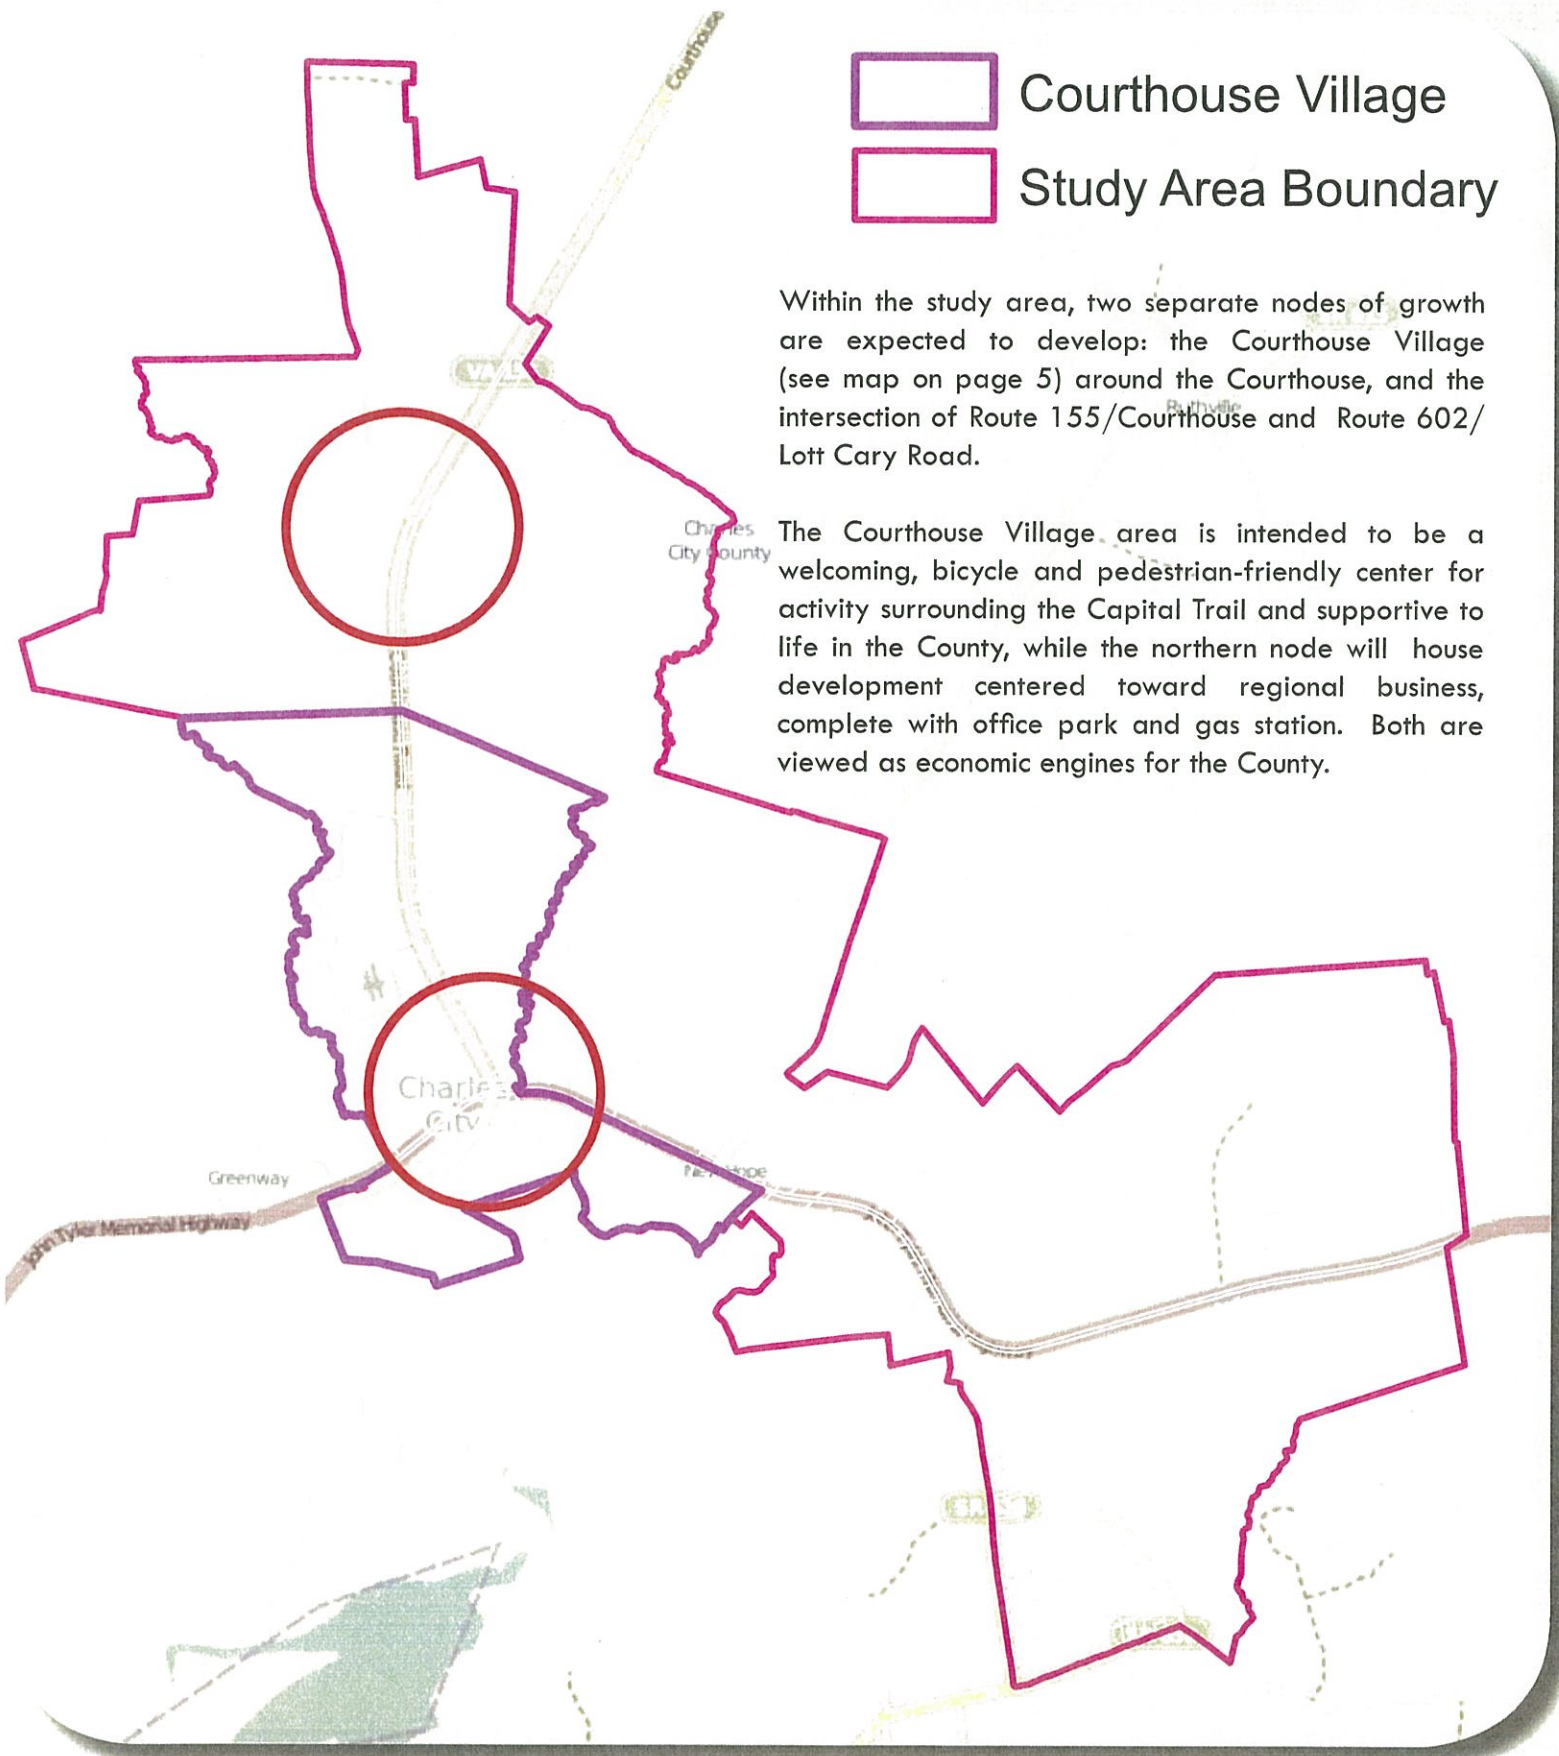 Courthouse
Courthouse Village
Study Area Boundary
Within the study area, two separate nodes of growth
are expected to develop: the Courthouse Village
(see map on page 5) around the Courthouse, and the
intersection of Route 155/Courthouse and Route 602/
Lott Cary Road.
Ruthville
The Courthouse Village area is intended to be a
welcoming, bicycle and pedestrian-friendly center for
activity surrounding the Capital Trail and supportive to
life in the County, while the northern node will house
development centered toward regional business,
complete with office park and gas station. Both are
viewed as economic engines for the County.
Charles
City County
Charles
City
Greenway
New Hope
John Tyler Memorial Highway